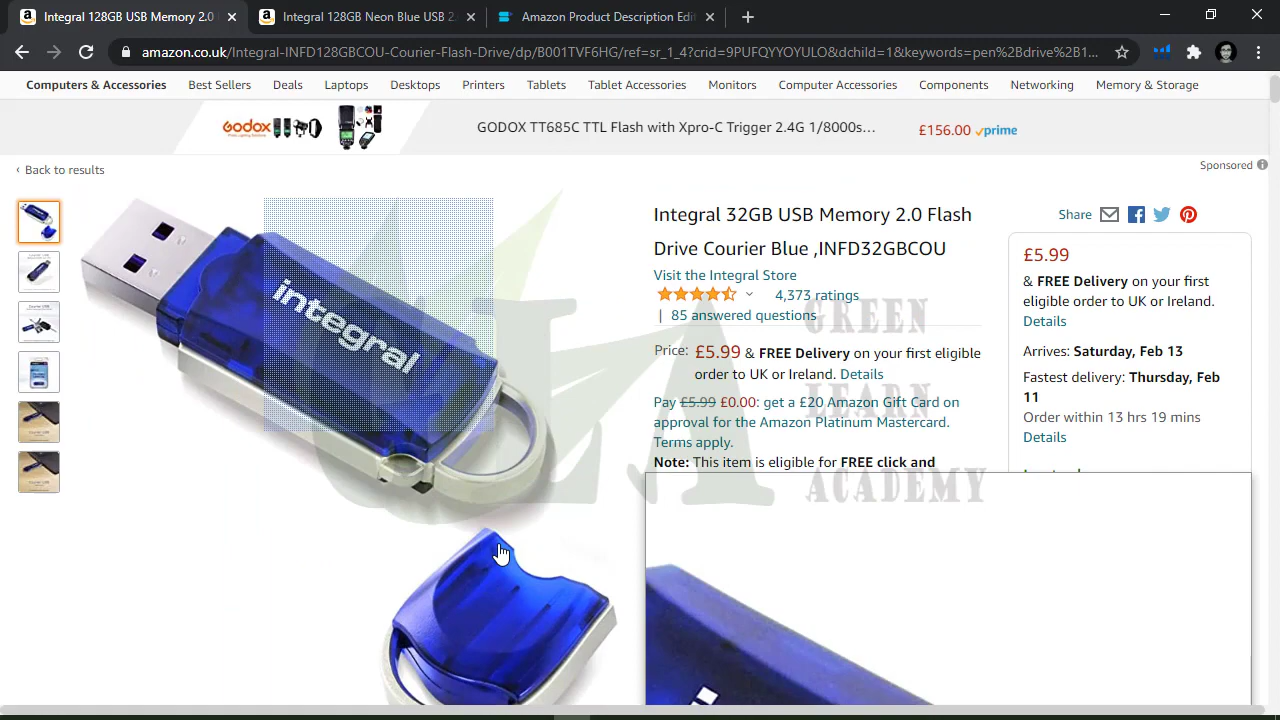 Integral 128GB USB Memory 2.0
Integral 128GB Neon Blue USB 2.
Amazon Product Description Edit
amazon.co.uk/Integral-INFD128GBCOU-Courier-Flash-Drive/dp/B001TVF6HG/ref=sr_1_4?crid=9PUFQYYOYULO&dchild=1&keywords=pen%2Bdrive%2B1...
Computers & Accessories Best Sellers Deals Laptops Desktops Printers Tablets Tablet Accessories Monitors Computer Accessories Components Networking Memory & Storage
GODOX
GODOX TT685C TTL Flash with Xpro-C Trigger 2.4G 1/8000s...
£156.00 prime
‹ Back to results
Sponsored
integral
Integral 32GB USB Memory 2.0 Flash
Drive Courier Blue ,INFD32GBCOU
Visit the Integral Store
4,373 ratings
| 85 answered questions
Price: £5.99 & FREE Delivery on your first eligible
order to UK or Ireland. Details
Pay £5.99 £0.00: get a £20 Amazon Gift Card on
approval for the Amazon Platinum Mastercard.
Terms apply.
Note: This item is eligible for FREE click and
Share
£5.99
& FREE Delivery on your first
eligible order to UK or Ireland.
Details
Arrives: Saturday, Feb 13
Fastest delivery: Thursday, Feb
11
Order within 13 hrs 19 mins
Details
GREEN
LEARN
ACADEMY